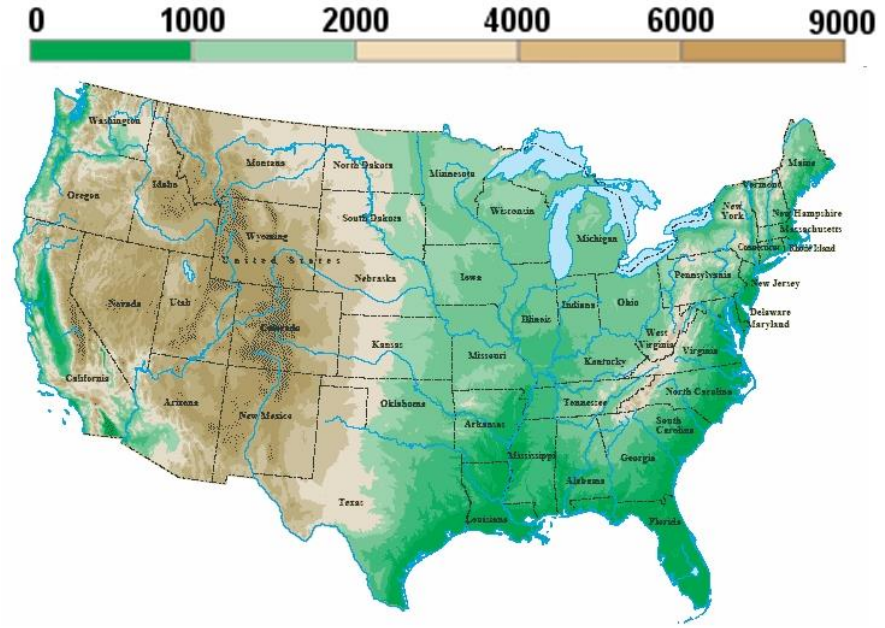 0 1000 2000 4000 6000 9000
Washington
Montana
North Dakota
Minnesota
Maine
Oregon
Idaho
Wisconsin
Vermont
New York
New Hampshire
South Dakota
Michigan
Massachusetts
Wyoming
Connecticut
Rhode Island
United States
Nebraska
Iowa
Pennsylvania
New Jersey
Nevada
Utah
Colorado
Illinois
Indiana
Ohio
Delaware
Maryland
West Virginia
Virginia
Kansas
Missouri
Kentucky
California
Arizona
New Mexico
Oklahoma
Tennessee
North Carolina
Arkansas
South Carolina
Mississippi
Georgia
Alabama
Texas
Louisiana
Florida